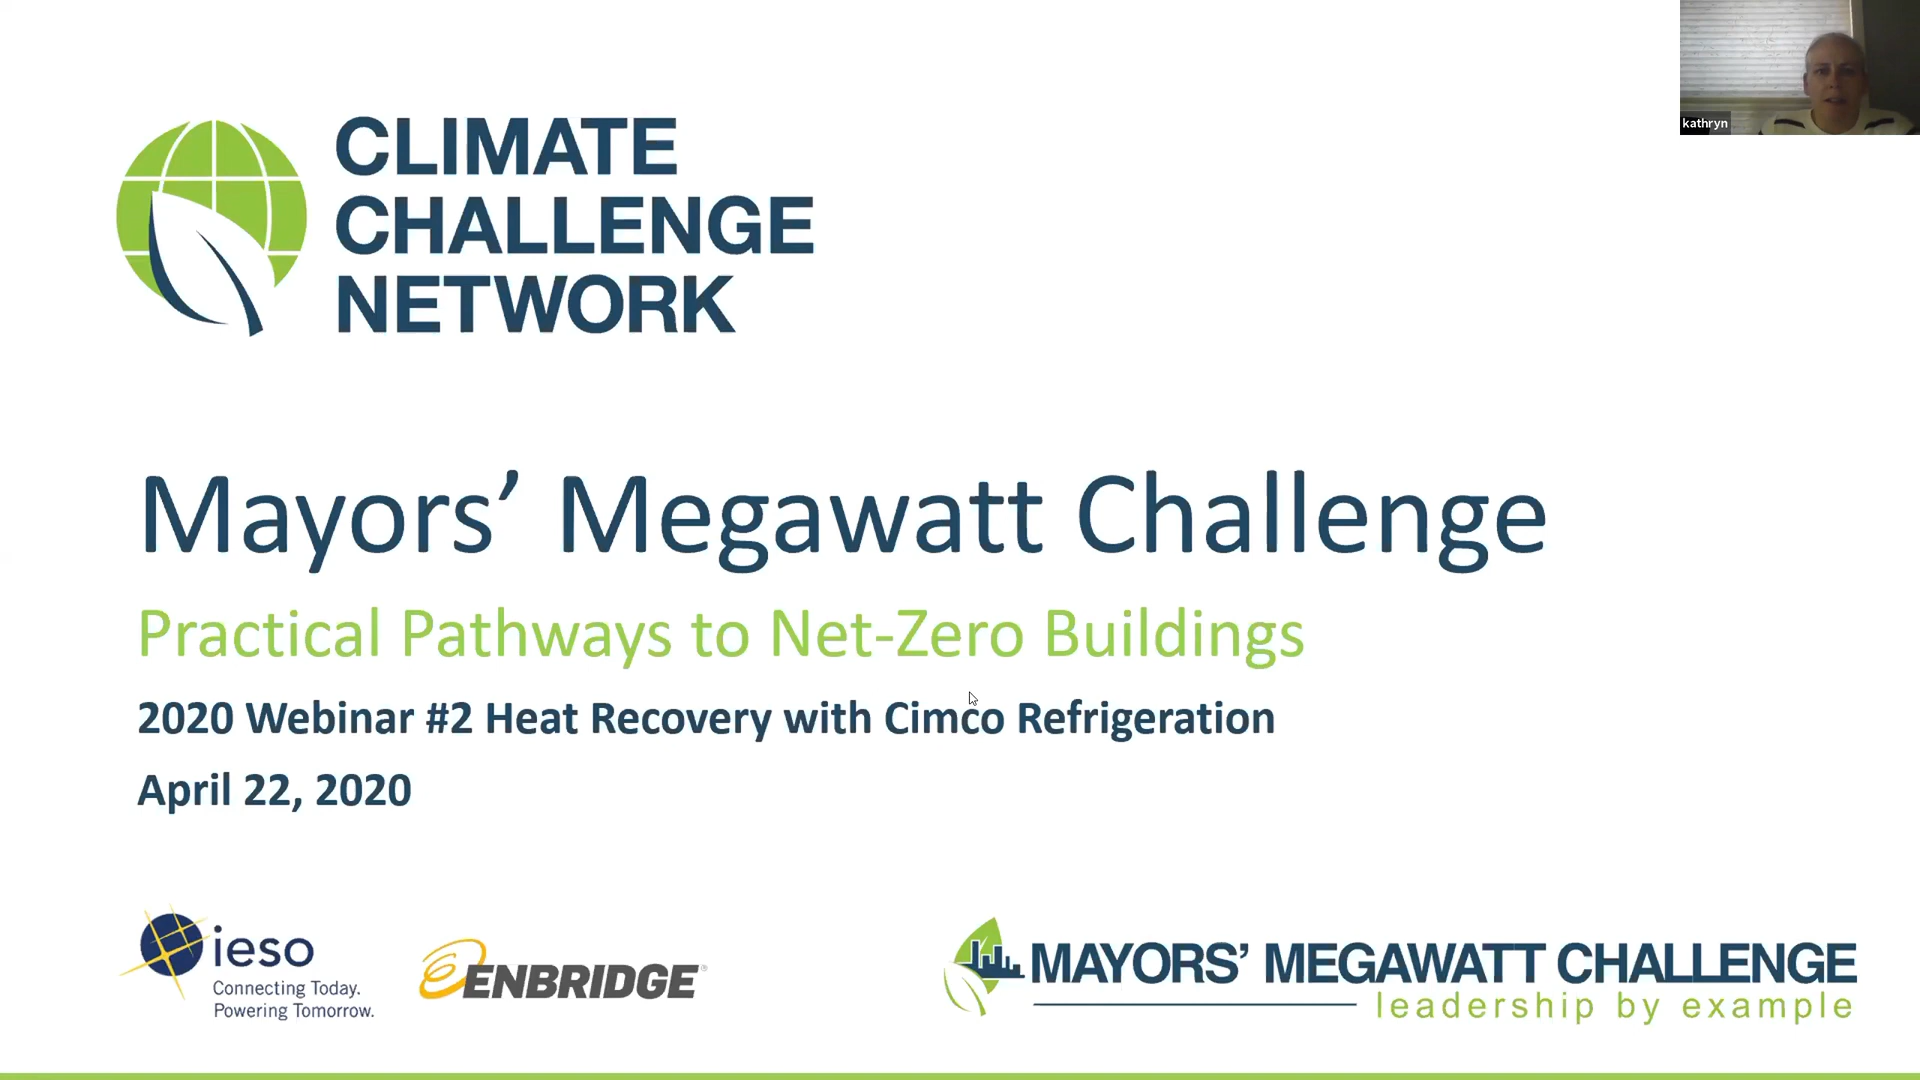 CLIMATE
CHALLENGE
NETWORK
kathryn
Mayors’ Megawatt Challenge
Practical Pathways to Net-Zero Buildings
2020 Webinar #2 Heat Recovery with Cimco Refrigeration
April 22, 2020
ieso
Connecting Today.
Powering Tomorrow.
ENBRIDGE®
MAYORS’ MEGAWATT CHALLENGE
leadership by example